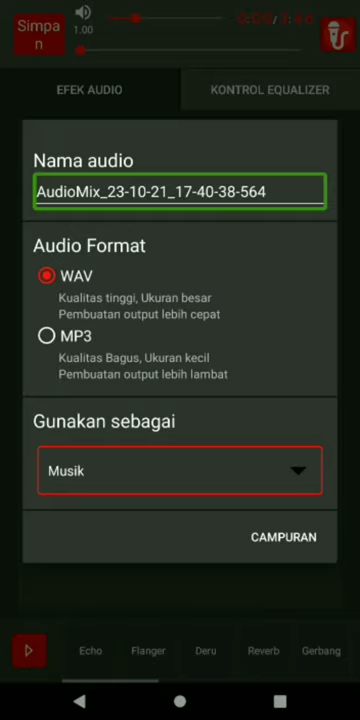 Simpa
n
1.00
EFEK AUDIO
KONTROL EQUALIZER
Nama audio
AudioMix_23-10-21_17-40-38-564
Audio Format
WAV
Kualitas tinggi, Ukuran besar
Pembuatan output lebih cepat
MP3
Kualitas Bagus, Ukuran kecil
Pembuatan output lebih lambat
Gunakan sebagai
Musik
CAMPURAN
Echo
Flanger
Deru
Reverb
Gerbang